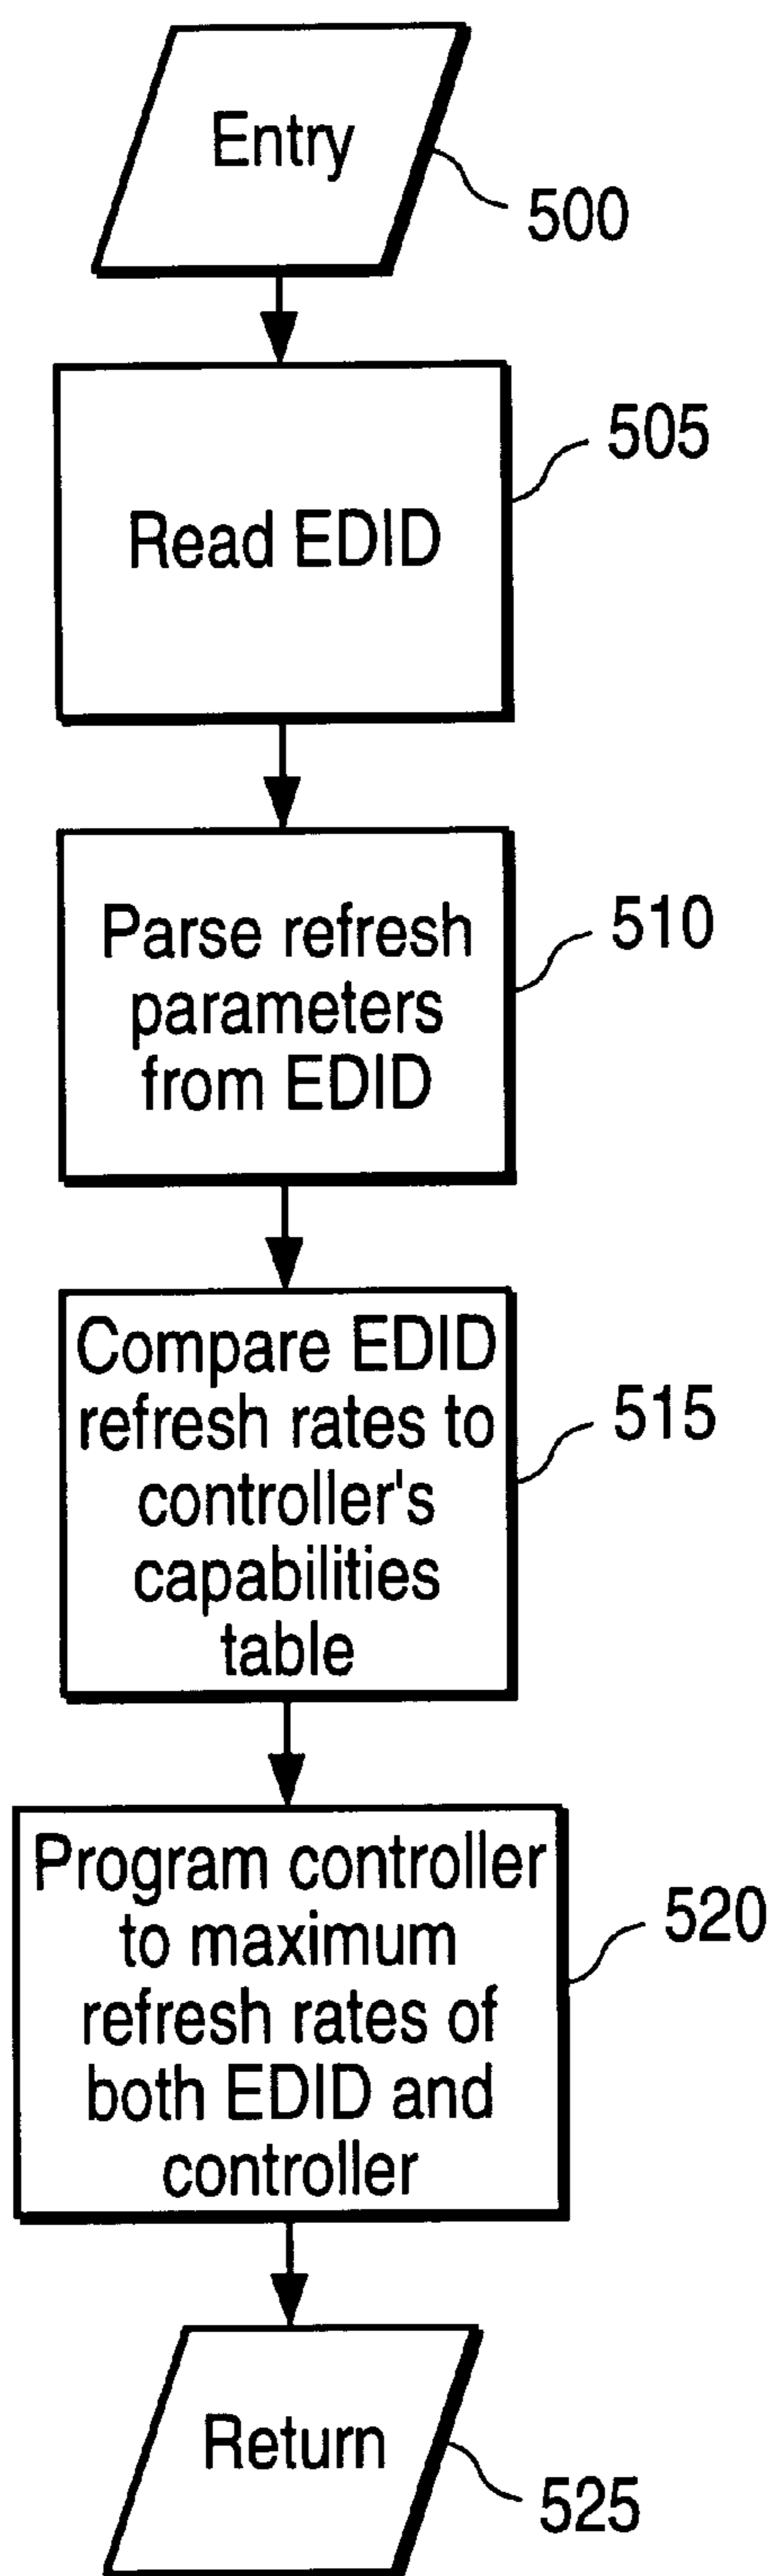 Entry
500
Read EDID
505
Parse refresh
parameters
from EDID
510
Compare EDID
refresh rates to
controller's
capabilities
table
515
Program controller
to maximum
refresh rates of
both EDID and
controller
520
Return
525